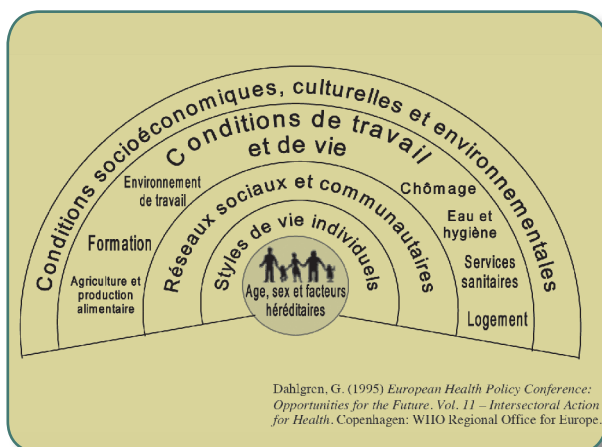 Conditions socioéconomiques, culturelles et environnementales
Conditions de travail
et de vie
Environnement
de travail
Formation
Agriculture et
production
alimentaire
Chômage
Eau et
hygiène
Services
sanitaires
Logement
Réseaux sociaux et communautaires
Styles de vie individuels
Age, sex et facteurs
héréditaires
Dahlgren, G. (1995) European Health Policy Conference:
Opportunities for the Future. Vol. 11 – Intersectoral Action
for Health. Copenhagen: WHO Regional Office for Europe.